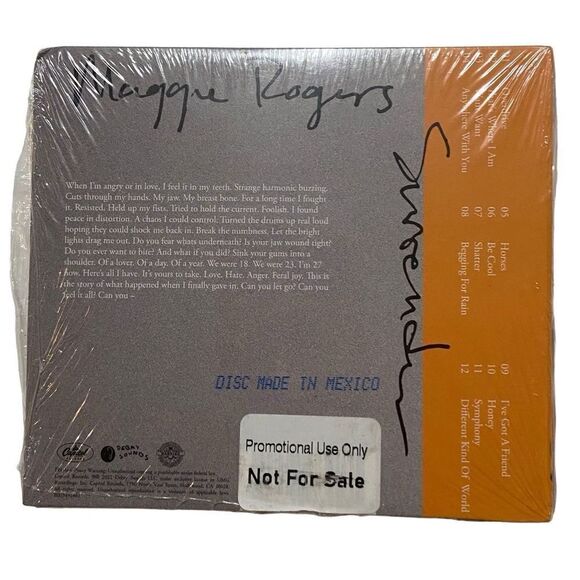 Maggie Rogers
Surrender
When I'm angry or in love, I feel it in my teeth. Strange harmonic buzzing.
Cuts through my hands. My jaw. My breast bone. For a long time I fought
it. Resisted. Held up my fists. Tried to hold the current. Foolish. I found
peace in distortion. A chaos I could control. Turned the drums up real loud
hoping they could shock me back in. Break the numbness. Let the bright
lights drag me out. Do you fear whats underneath? Is your jaw wound tight?
Do you ever want to bite? And what if you did? Sink your gums into a
shoulder. Of a lover. Of a day. Of a year. We were 18. We were 23. I'm 27
now. Here's all I have. It's yours to take. Love. Hate. Anger. Feral joy. This is
the story of what happened when I finally gave in. Can you let go? Can you
feel it all? Can you –
Overdrive
Where I Am
Want
Anywhere With You
05 Horses
06 Be Cool
07 Shatter
08 Begging For Rain
09 I've Got A Friend
10 Honey
11 Symphony
12 Different Kind Of World
DISC MADE IN MEXICO
Capitol
DEBAY SOUNDS
Promotional Use Only
Not For Sale